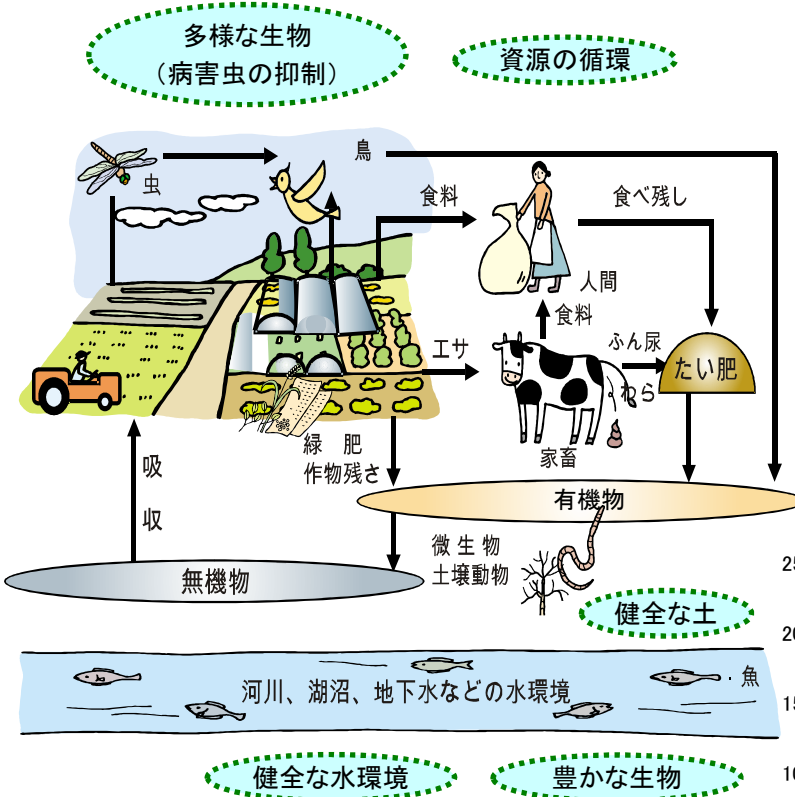 多様な生物
（病害虫の抑制）
資源の循環
鳥
虫
食料
食べ残し
人間
食料
エサ
ふん尿
たい肥
わら
家畜
緑 肥
作物残さ
吸
収
有機物
微 生 物
土壌動物
無機物
健全な土
河川、湖沼、地下水などの水環境
魚
健全な水環境
豊かな生物
25
20
15
10